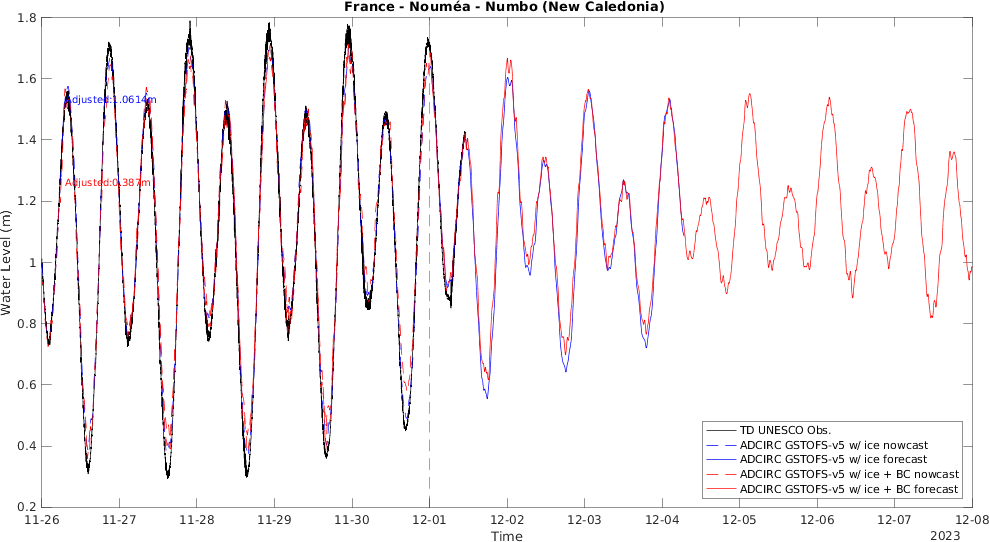 France - Nouméa - Numbo (New Caledonia)
1.8
1.6
1.4
1.2
1
0.8
0.6
0.4
0.2
Water Level (m)
Adjusted:1.0614m
Adjusted:0.387m
TD UNESCO Obs.
ADCIRC GSTOFS-v5 w/ ice nowcast
ADCIRC GSTOFS-v5 w/ ice forecast
ADCIRC GSTOFS-v5 w/ ice + BC nowcast
ADCIRC GSTOFS-v5 w/ ice + BC forecast
11-26 11-27 11-28 11-29 11-30 12-01 12-02 12-03 12-04 12-05 12-06 12-07 12-08
Time
2023